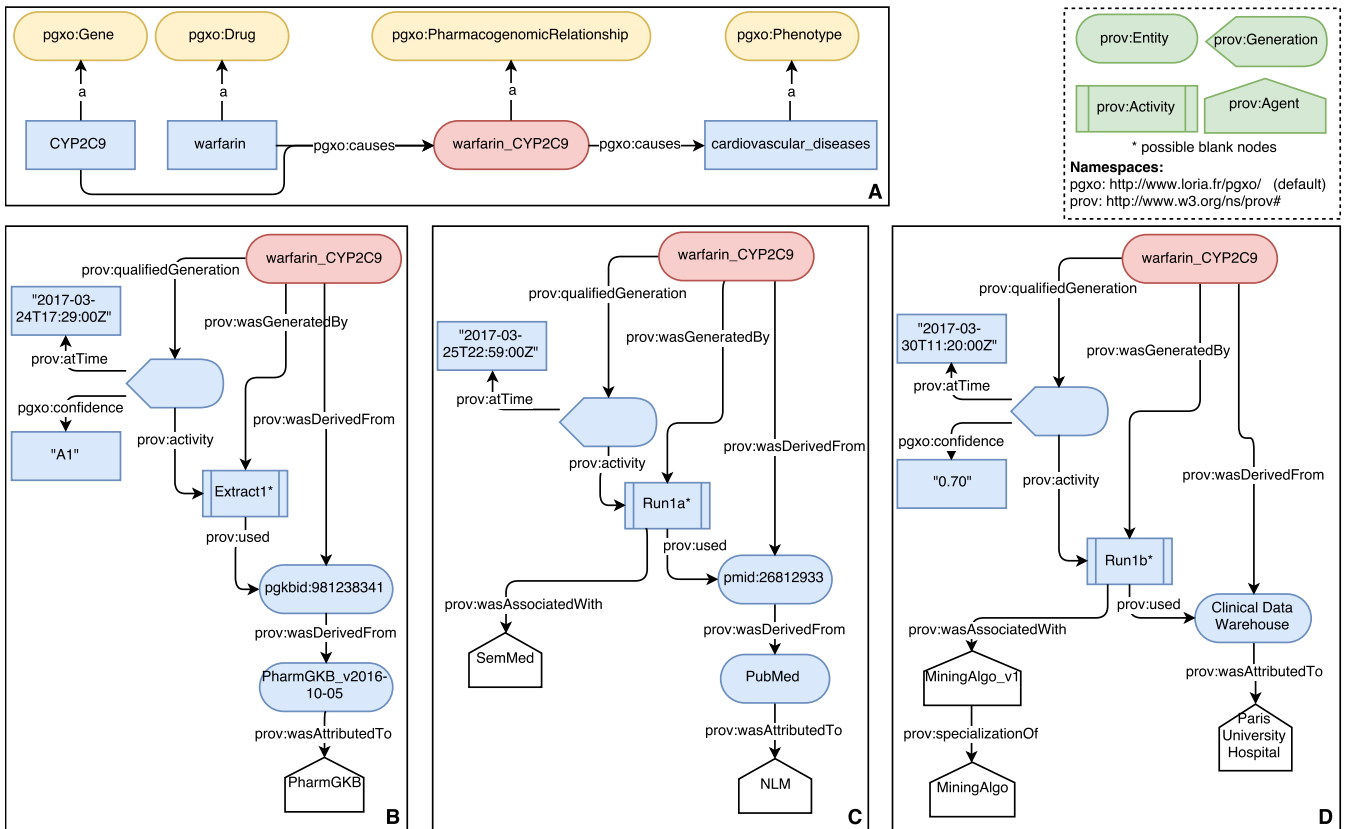 pgxo:Gene
pgxo:Drug
pgxo:PharmacogenomicRelationship
pgxo:Phenotype
a
a
a
a
CYP2C9
warfarin
pgxo:causes
warfarin_CYP2C9
pgxo:causes
cardiovascular_diseases
A
prov:Entity
prov:Generation
prov:Activity
prov:Agent
* possible blank nodes
Namespaces:
pgxo: http://www.loria.fr/pgxo/ (default)
prov: http://www.w3.org/ns/prov#
warfarin_CYP2C9
prov:qualifiedGeneration
"2017-03-
24T17:29:00Z"
prov:wasGeneratedBy
prov:atTime
pgxo:confidence
prov:wasDerivedFrom
prov:activity
"A1"
Extract1*
prov:used
pgkbid:981238341
prov:wasDerivedFrom
PharmGKB_v2016-
10-05
prov:wasAttributedTo
PharmGKB
B
warfarin_CYP2C9
prov:qualifiedGeneration
"2017-03-
25T22:59:00Z"
prov:wasGeneratedBy
prov:atTime
prov:wasDerivedFrom
prov:activity
Run1a*
prov:used
pmid:26812933
prov:wasAssociatedWith
prov:wasDerivedFrom
SemMed
PubMed
prov:wasAttributedTo
NLM
C
warfarin_CYP2C9
prov:qualifiedGeneration
"2017-03-
30T11:20:00Z"
prov:wasGeneratedBy
prov:atTime
pgxo:confidence
prov:wasDerivedFrom
prov:activity
"0.70"
Run1b*
prov:used
Clinical Data
Warehouse
prov:wasAssociatedWith
MiningAlgo_v1
prov:wasAttributedTo
Paris
University
Hospital
prov:specializationOf
MiningAlgo
D